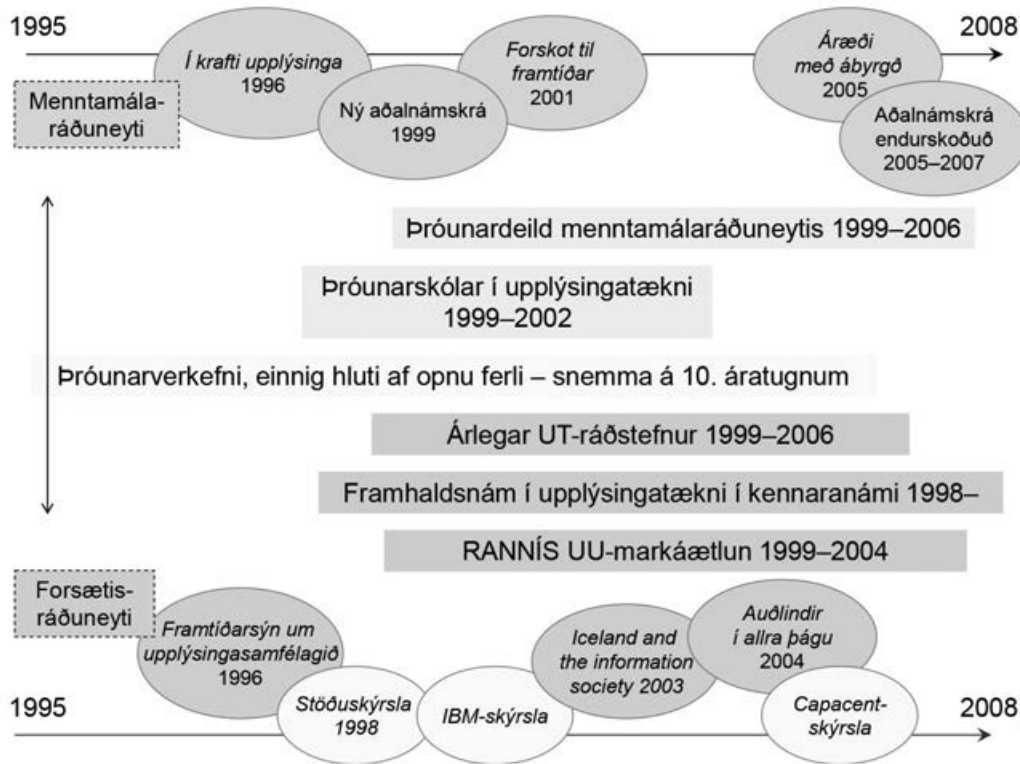 1995
2008
Í krafti upplýsinga
1996
Forskot til
framtíðar
2001
Áræði
með ábyrgð
2005
Menntamála-
ráðuneyti
Ný aðalnámskrá
1999
Aðalnámskrá
endurskoðuð
2005–2007
Þróunardeild menntamálaráðuneytis 1999–2006
Þróunarskólar í upplýsingatækni
1999–2002
Þróunarverkefni, einnig hluti af opnu ferli – snemma á 10. áratugnum
Árlegar UT-ráðstefnur 1999–2006
Framhaldsnám í upplýsingatækni í kennaranámi 1998–
RANNÍS UU-markáætlun 1999–2004
Forsætis-
ráðuneyti
Framtíðarsýn um
upplýsingasamfélagið
1996
Stöðuskýrsla
1998
IBM-skýrsla
Iceland and
the information
society 2003
Auðlindir
í allra þágu
2004
Capacent-
skýrsla
1995
2008